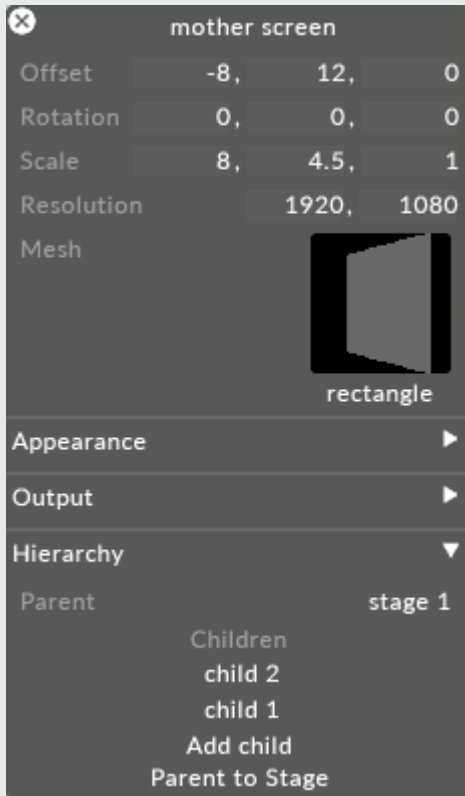 mother screen
Offset -8, 12, 0
Rotation 0, 0, 0
Scale 8, 4.5, 1
Resolution 1920, 1080
Mesh
rectangle
Appearance
Output
Hierarchy
Parent stage 1
Children
child 2
child 1
Add child
Parent to Stage